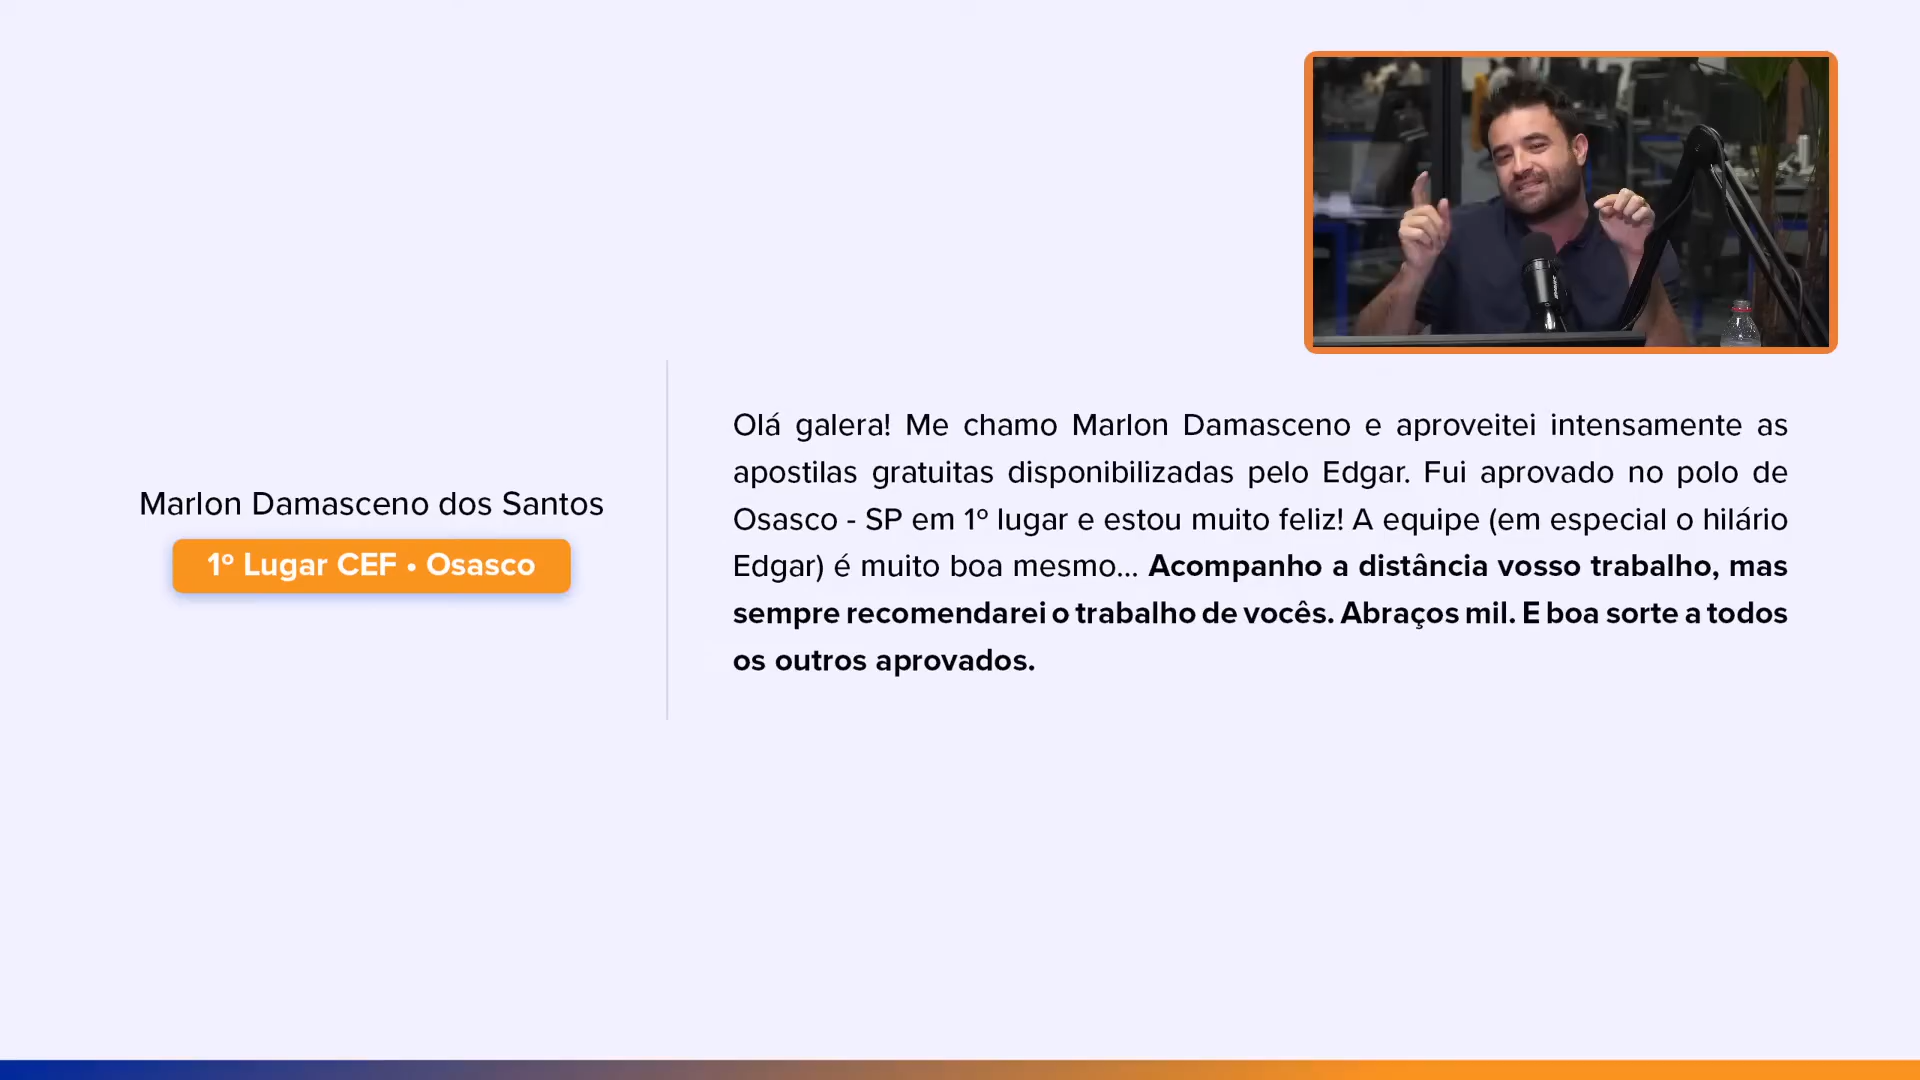 Marlon Damasceno dos Santos
1º Lugar CEF • Osasco
Olá galera! Me chamo Marlon Damasceno e aproveitei intensamente as
apostilas gratuitas disponibilizadas pelo Edgar. Fui aprovado no polo de
Osasco - SP em 1º lugar e estou muito feliz! A equipe (em especial o hilário
Edgar) é muito boa mesmo... Acompanho a distância vosso trabalho, mas
sempre recomendarei o trabalho de vocês. Abraços mil. E boa sorte a todos
os outros aprovados.